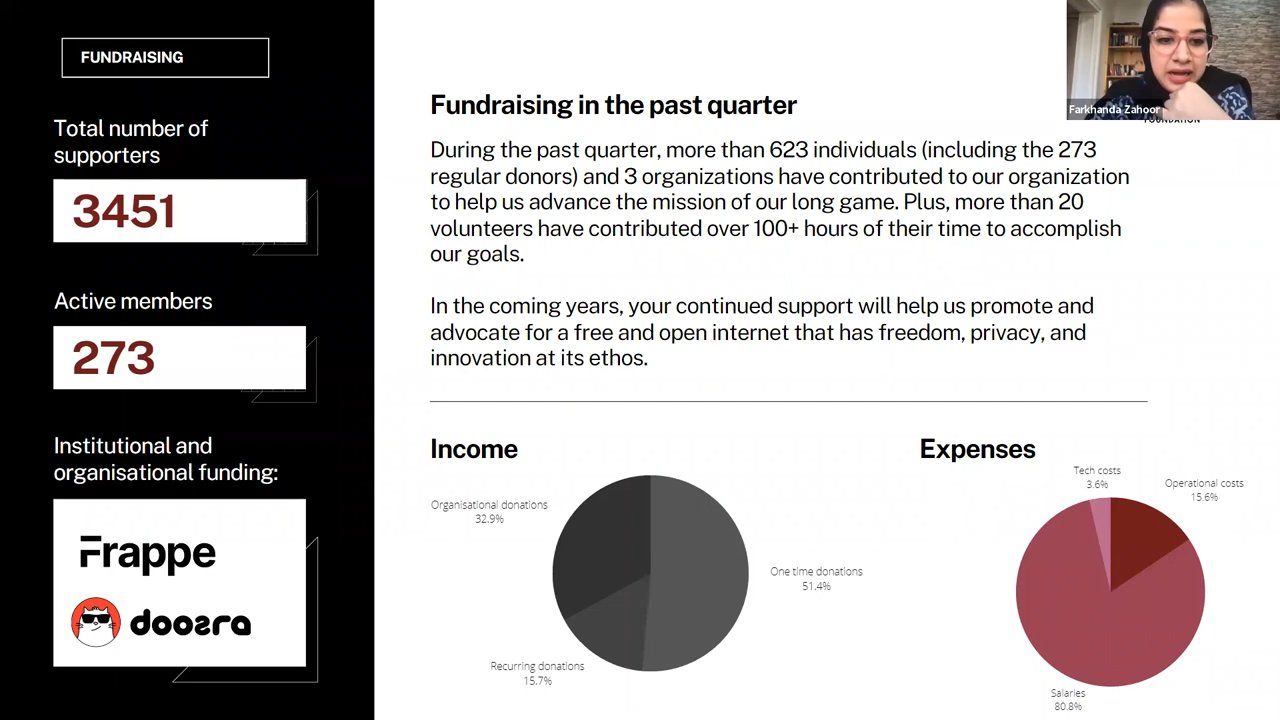 FUNDRAISING
Total number of
supporters
3451
Active members
273
Institutional and
organisational funding:
Frappe
doosra
Fundraising in the past quarter
During the past quarter, more than 623 individuals (including the 273
regular donors) and 3 organizations have contributed to our organization
to help us advance the mission of our long game. Plus, more than 20
volunteers have contributed over 100+ hours of their time to accomplish
our goals.
In the coming years, your continued support will help us promote and
advocate for a free and open internet that has freedom, privacy, and
innovation at its ethos.
Income
Organisational donations
32.9%
One time donations
51.4%
Recurring donations
15.7%
Expenses
Tech costs
3.6%
Operational costs
15.6%
Salaries
80.8%
Farkhanda Zahoor
FOUNDATION